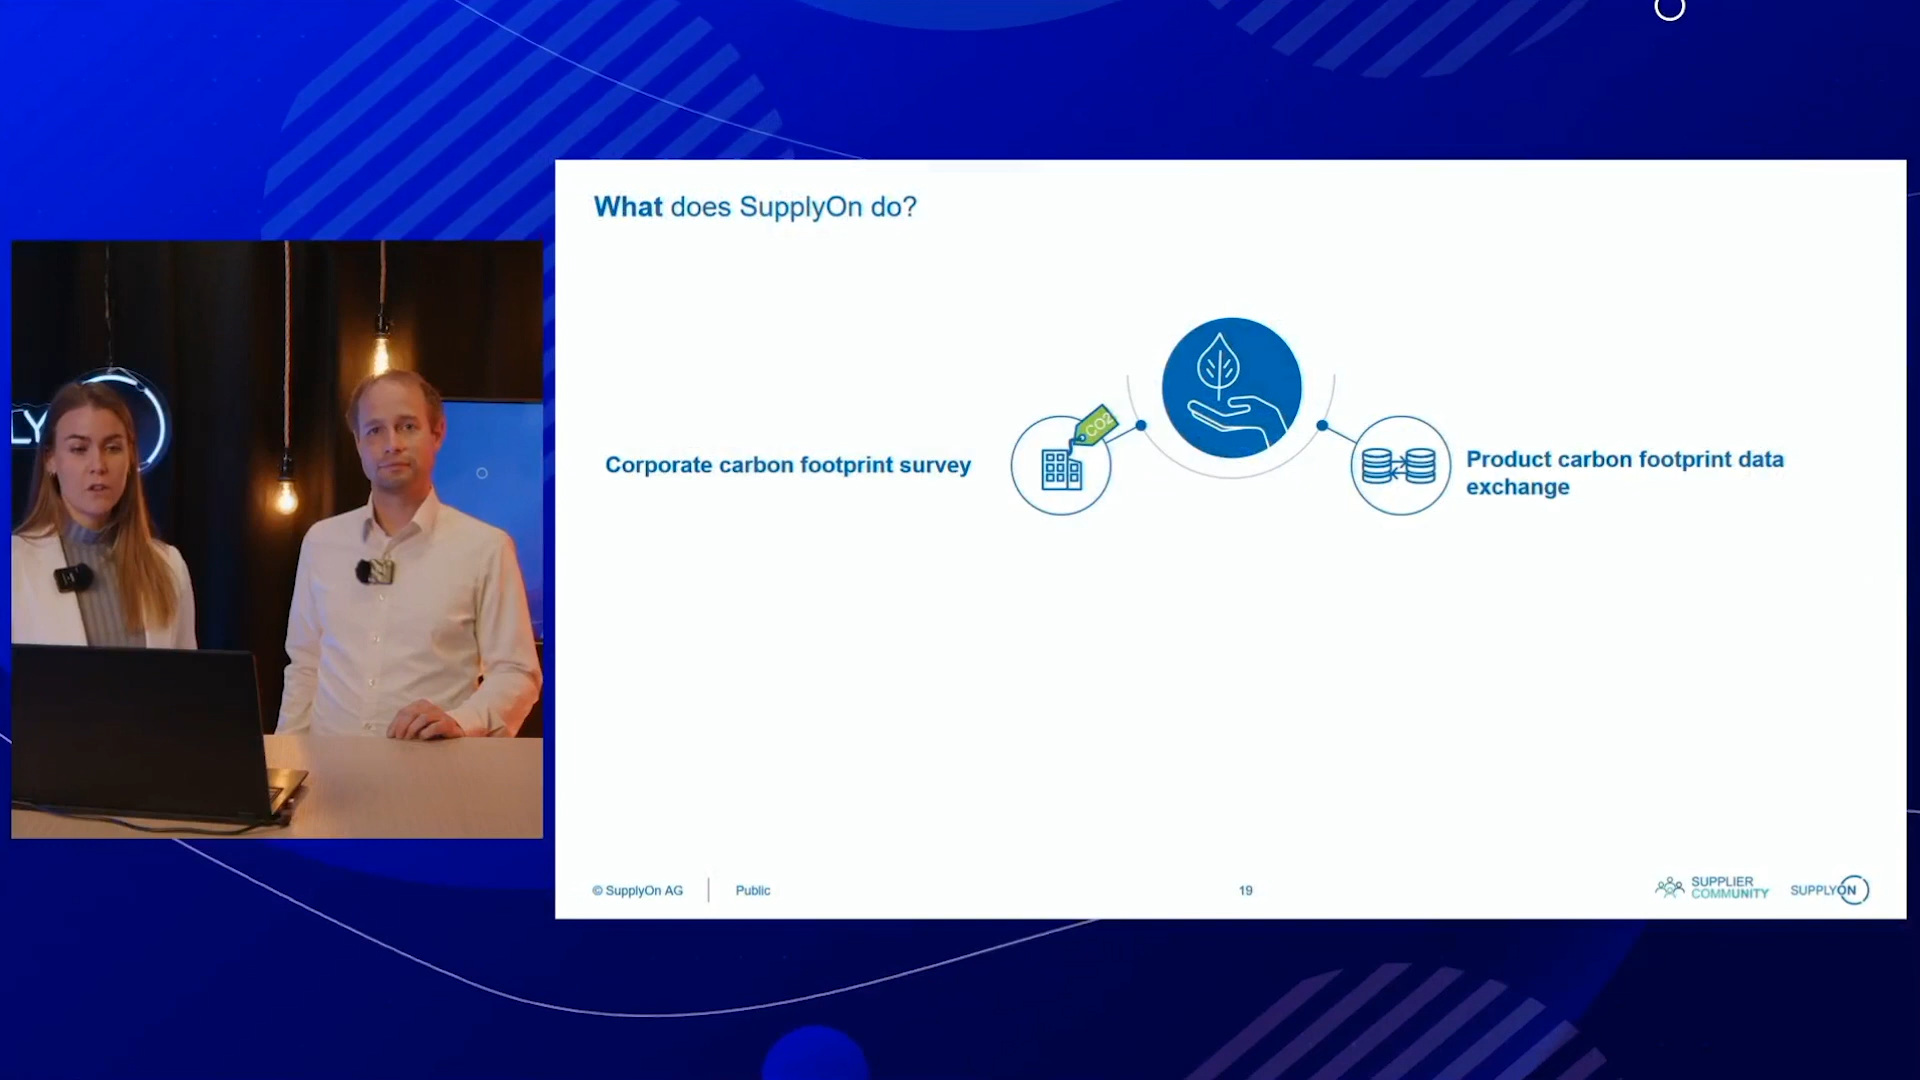 What does SupplyOn do?
LY
CO2
Corporate carbon footprint survey
Product carbon footprint data
exchange
© SupplyOn AG
Public
19
SUPPLIER
COMMUNITY
SUPPLYON